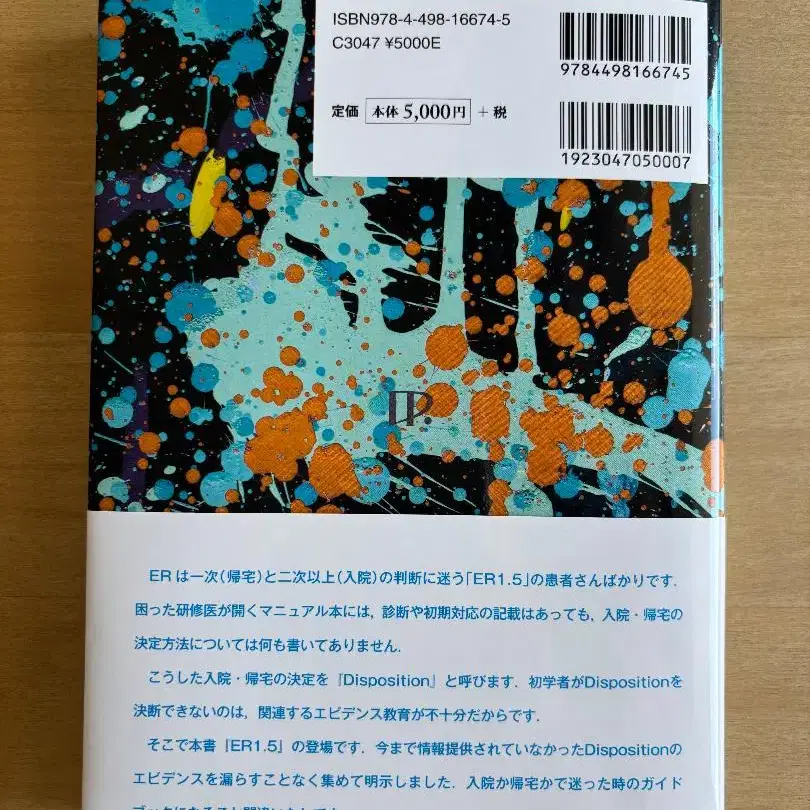 ISBN978-4-498-16674-5
C3047 ¥5000E
9784498166745
定価 本体 5,000円 + 税
1923047050007
ERは一次(帰宅)と二次以上(入院)の判断に迷う「ER1.5」の患者さんばかりです.
困った研修医が開くマニュアル本には,診断や初期対応の記載はあっても,入院・帰宅の
決定方法については何も書いてありません.
こうした入院・帰宅の決定を『Disposition』と呼びます.初学者がDispositionを
決断できないのは,関連するエビデンス教育が不十分だからです.
そこで本書『ER1.5』の登場です.今まで情報提供されていなかったDispositionの
エビデンスを漏らすことなく集めて明示しました.入院か帰宅かで迷った時のガイド